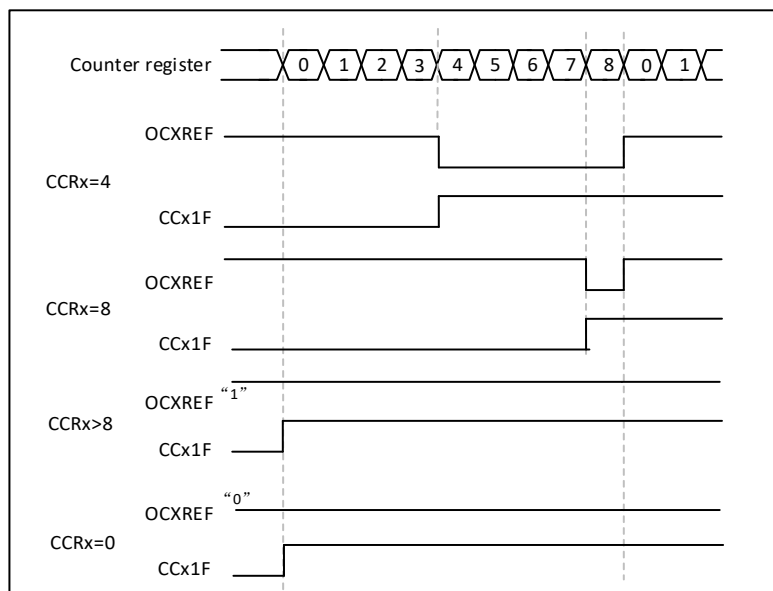 Counter register 0 1 2 3 4 5 6 7 8 0 1
OCXREF
CCRx=4
CCx1F
OCXREF
CCRx=8
CCx1F
OCXREF “1”
CCRx>8
CCx1F
OCXREF “0”
CCRx=0
CCx1F